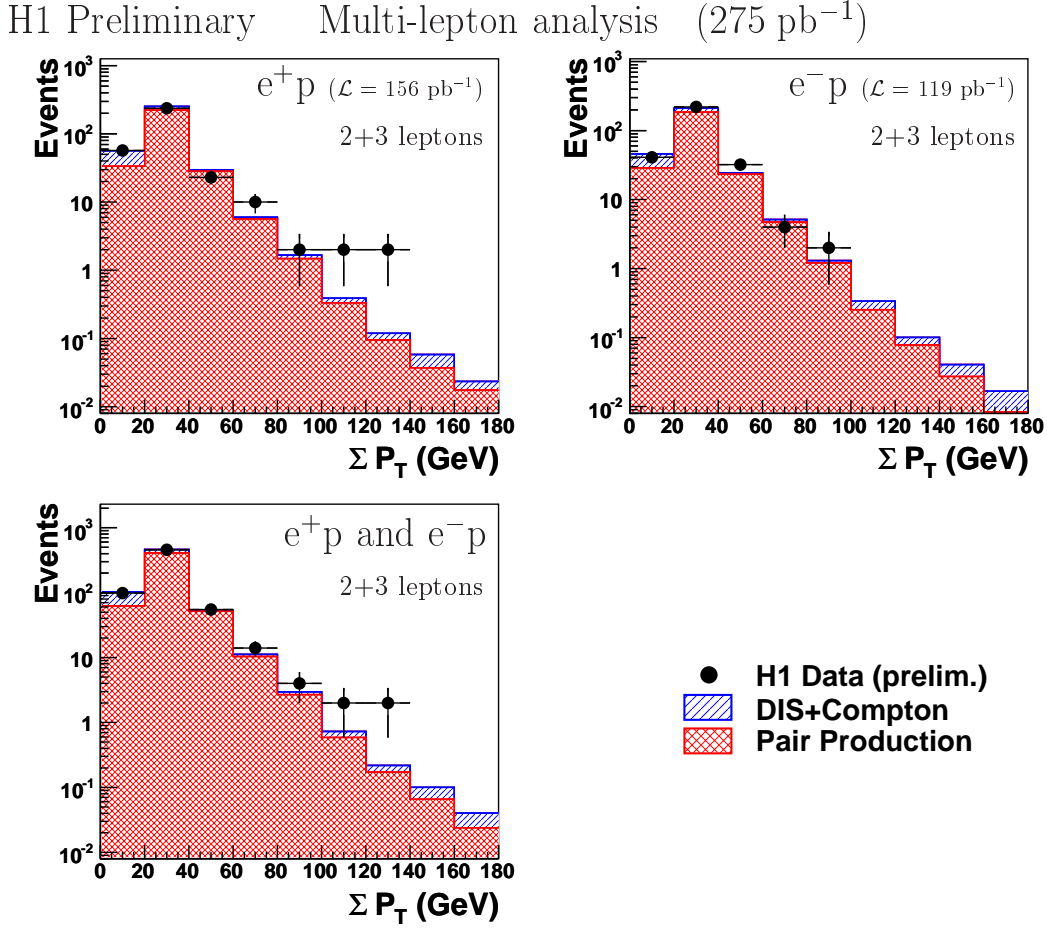 H1 Preliminary Multi-lepton analysis (275 pb⁻¹)
Events
10³
10²
10
1
10⁻¹
10⁻²
e⁺p (ℒ = 156 pb⁻¹)
2+3 leptons
0 20 40 60 80 100 120 140 160 180
Σ P_T (GeV)
Events
10³
10²
10
1
10⁻¹
10⁻²
e⁻p (ℒ = 119 pb⁻¹)
2+3 leptons
0 20 40 60 80 100 120 140 160 180
Σ P_T (GeV)
Events
10³
10²
10
1
10⁻¹
10⁻²
e⁺p and e⁻p
2+3 leptons
0 20 40 60 80 100 120 140 160 180
Σ P_T (GeV)
H1 Data (prelim.)
DIS+Compton
Pair Production